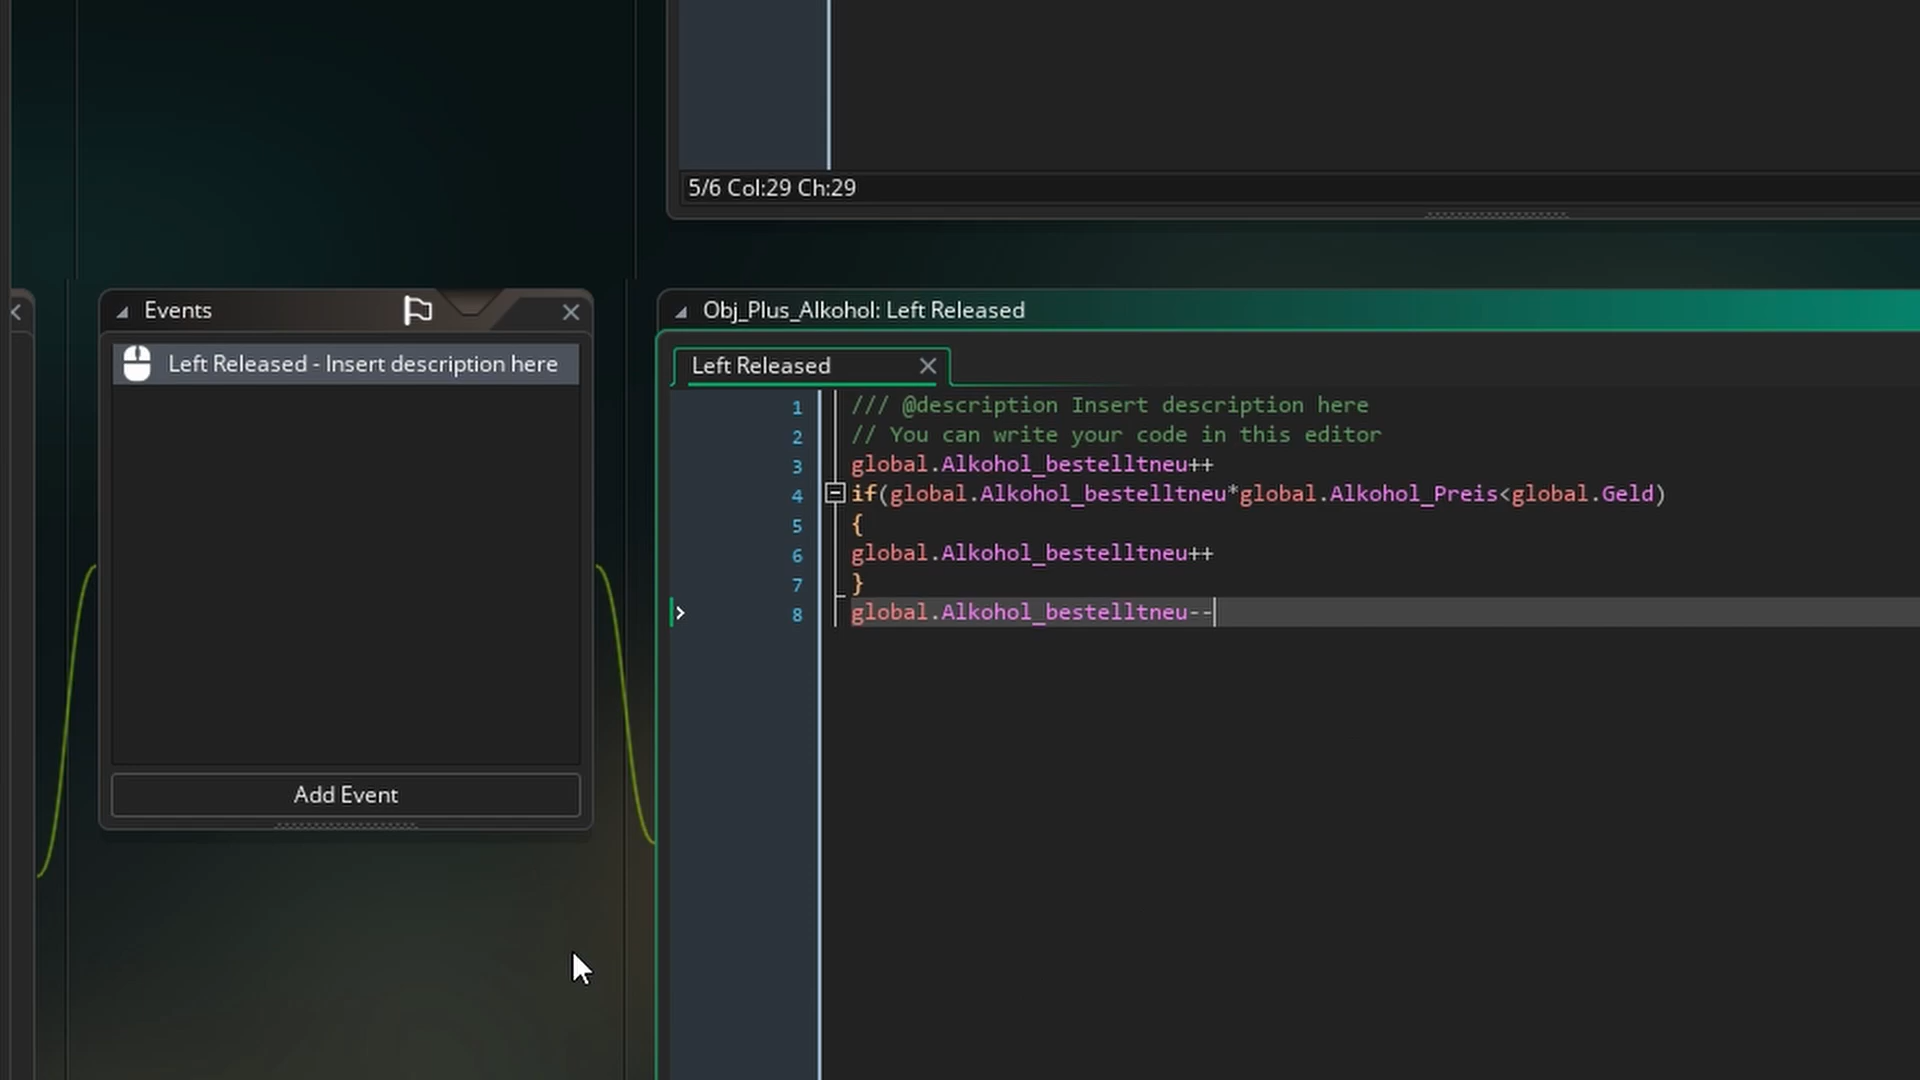 5/6 Col:29 Ch:29
Events
Left Released - Insert description here
Add Event
Obj_Plus_Alkohol: Left Released
Left Released
1 /// @description Insert description here
2 // You can write your code in this editor
3 global.Alkohol_bestelltneu++
4 if(global.Alkohol_bestelltneu*global.Alkohol_Preis<global.Geld)
5 {
6 global.Alkohol_bestelltneu++
7 }
8 global.Alkohol_bestelltneu--